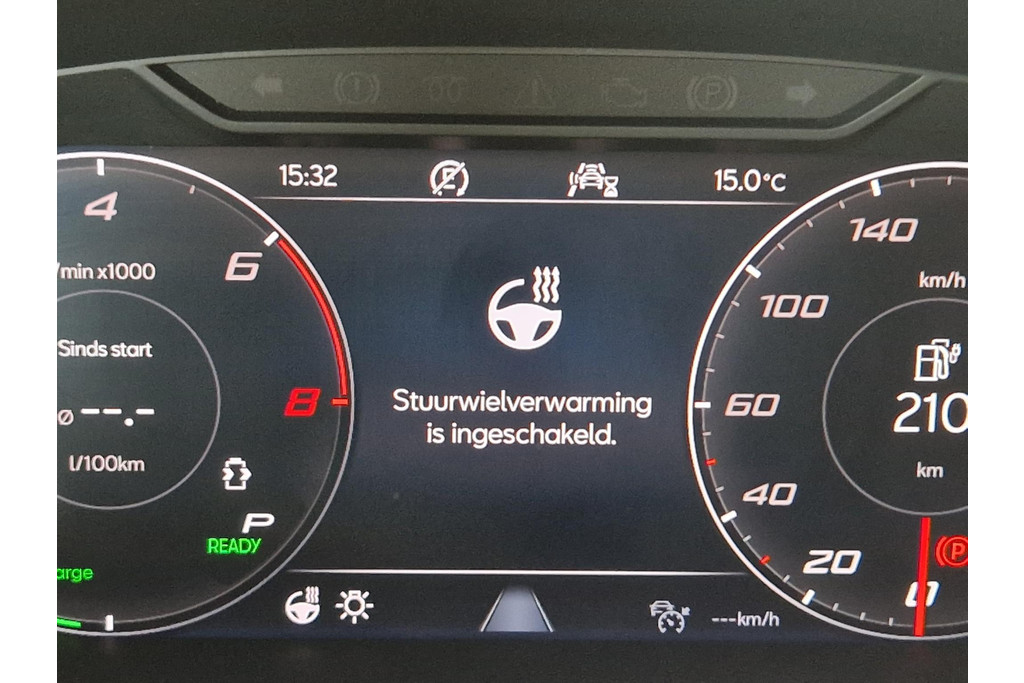 15:32
15.0°C
4
6
8
/min x1000
Sinds start
ø --.-
l/100km
P
READY
arge
Stuurwielverwarming
is ingeschakeld.
---km/h
140
100
60
40
20
0
km/h
210
km
P